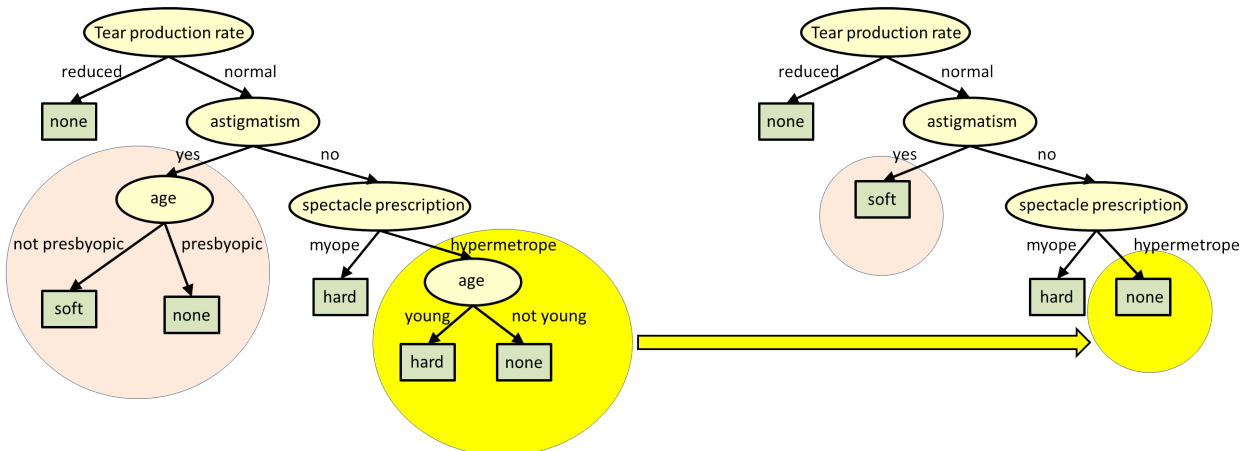 Tear production rate
reduced
normal
none
astigmatism
yes
no
age
spectacle prescription
not presbyopic
presbyopic
myope
hypermetrope
soft
none
hard
age
young
not young
hard
none
Tear production rate
reduced
normal
none
astigmatism
yes
no
soft
spectacle prescription
myope
hypermetrope
hard
none